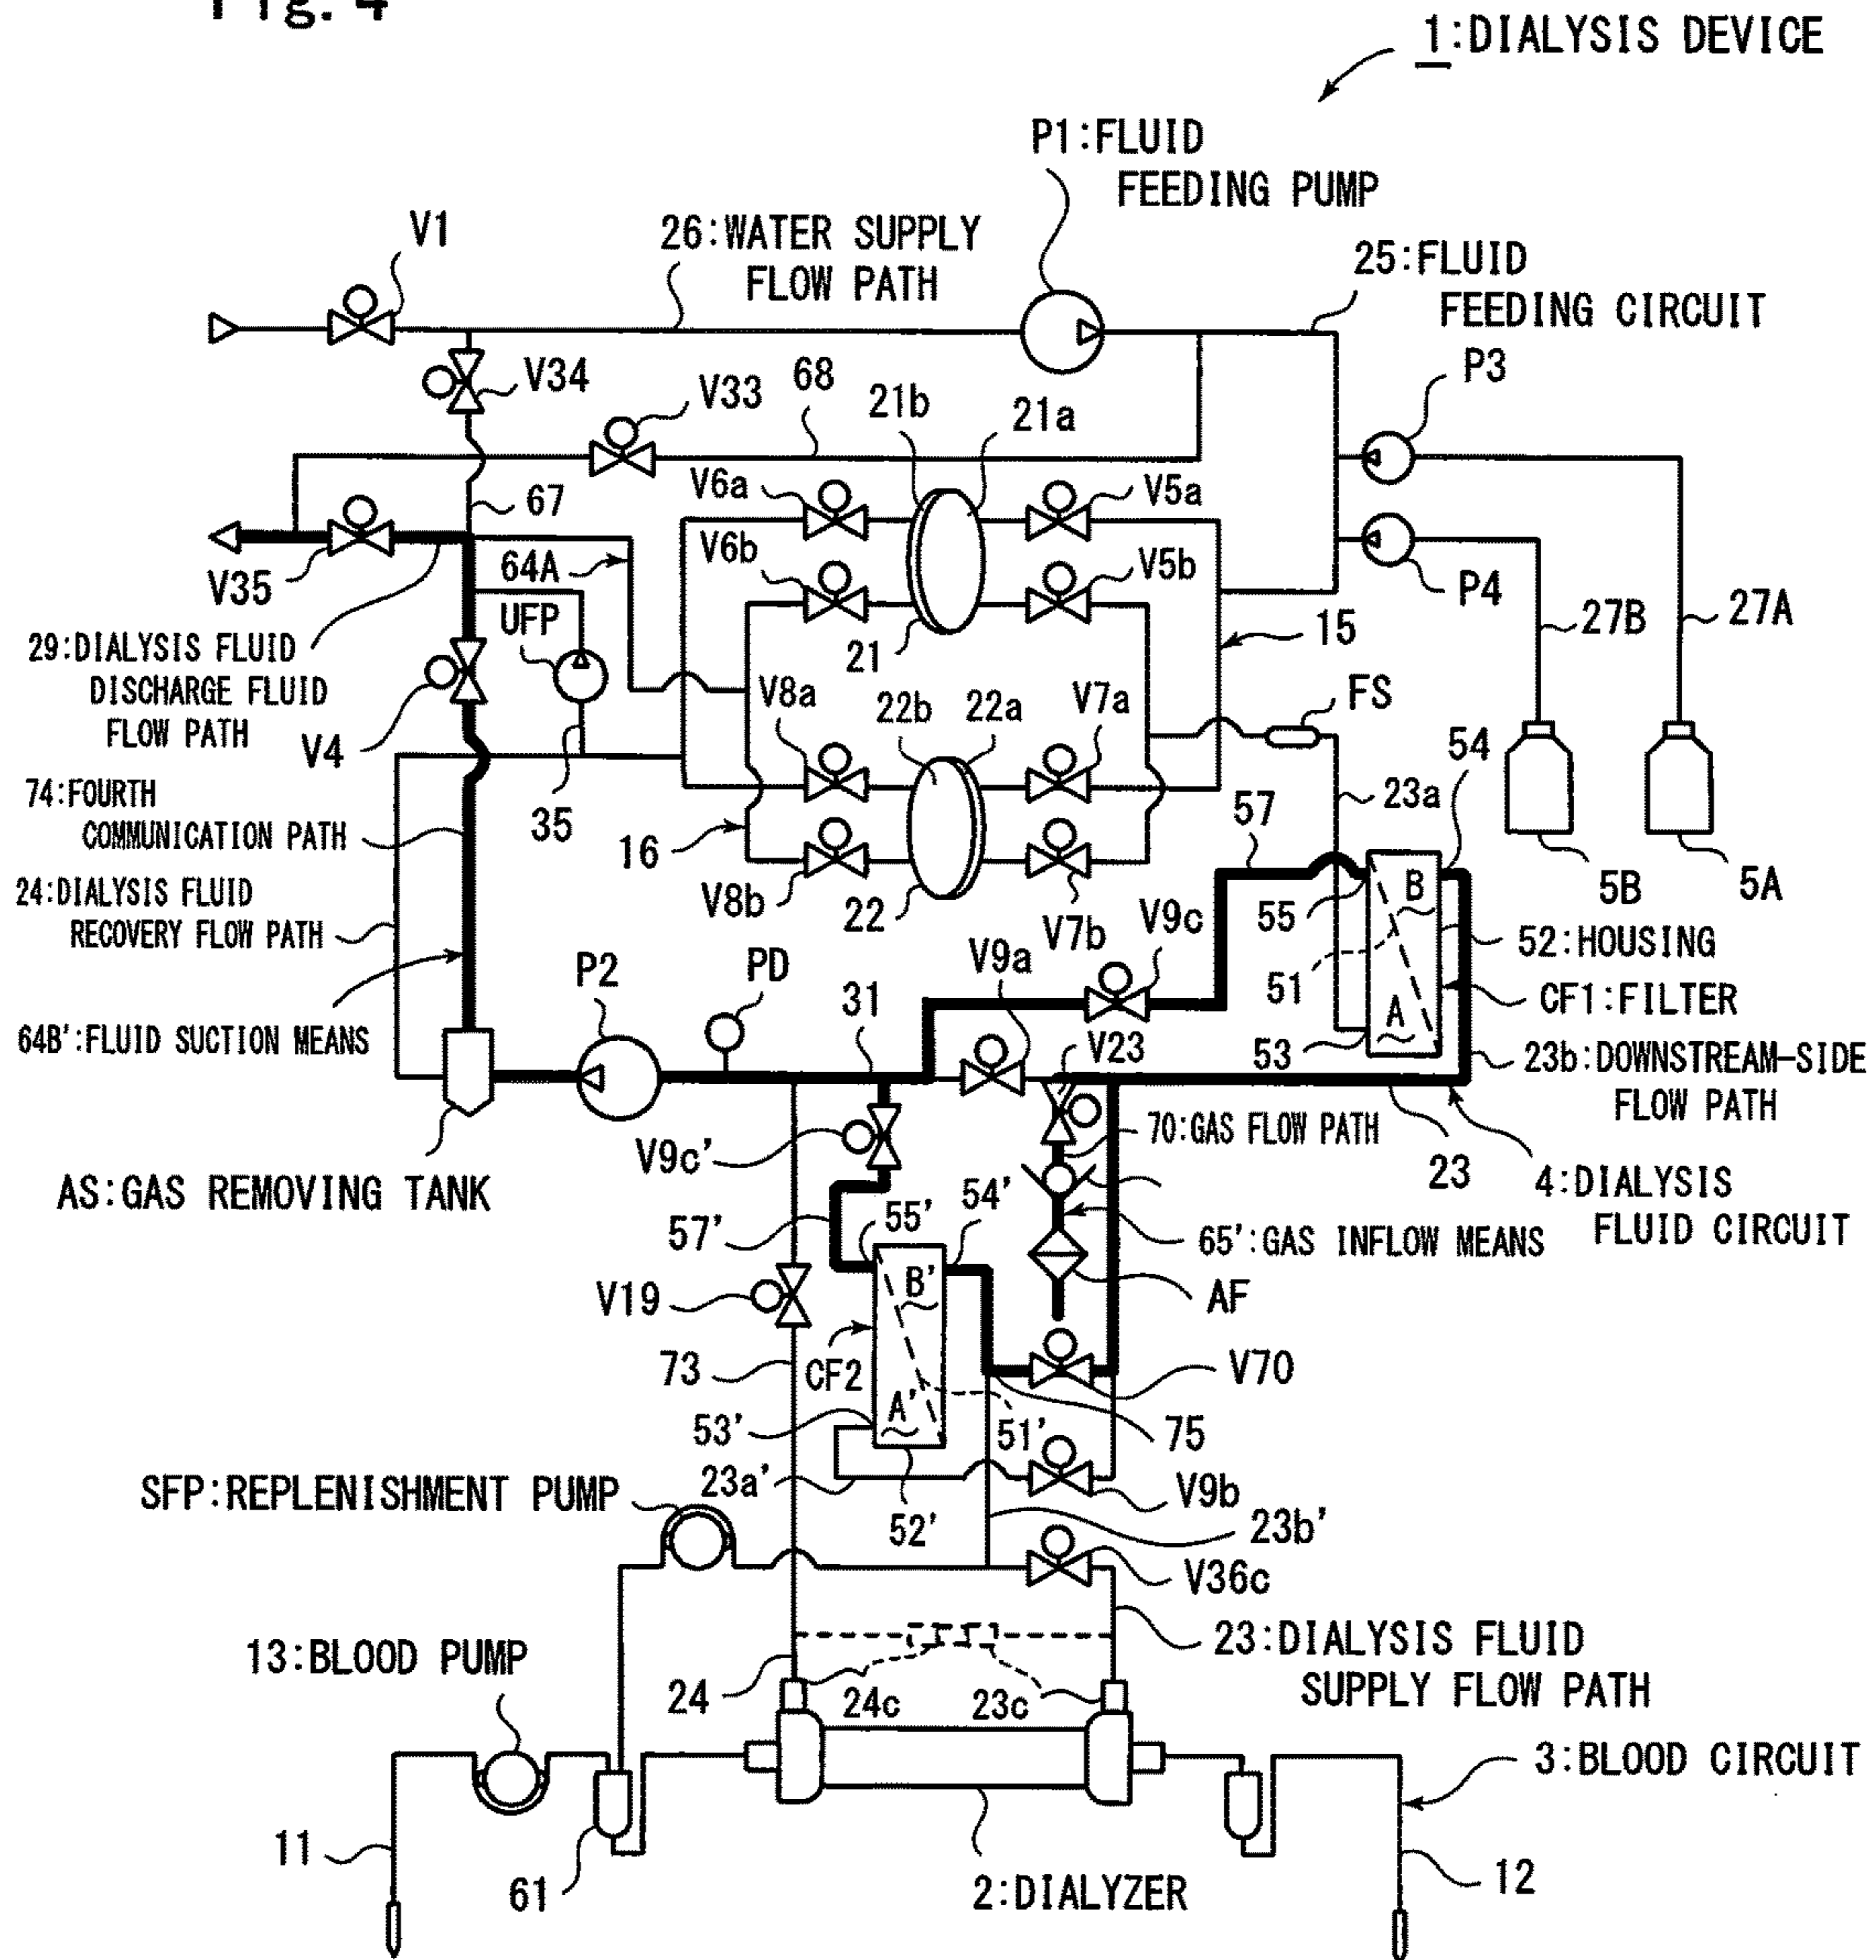 Fig. 4
1:DIALYSIS DEVICE
P1:FLUID
FEEDING PUMP
V1
26:WATER SUPPLY
FLOW PATH
25:FLUID
FEEDING CIRCUIT
V34
V33
68
21b
21a
P3
67
V6a
V5a
V35
64A
V6b
V5b
P4
27B
27A
UFP
21
15
29:DIALYSIS FLUID
DISCHARGE FLUID
FLOW PATH
V4
V8a
22b
22a
V7a
FS
54
74:FOURTH
COMMUNICATION PATH
35
16
57
23a
24:DIALYSIS FLUID
RECOVERY FLOW PATH
V8b
22
V7b
V9c
55
B
5B
5A
P2
PD
31
V9a
51
52:HOUSING
A
CF1:FILTER
64B':FLUID SUCTION MEANS
V23
53
23b:DOWNSTREAM-SIDE
FLOW PATH
V9c'
70:GAS FLOW PATH
23
AS:GAS REMOVING TANK
4:DIALYSIS
FLUID CIRCUIT
57'
55'
54'
65':GAS INFLOW MEANS
B'
V19
AF
73
CF2
V70
A'
53'
51'
75
23a'
V9b
SFP:REPLENISHMENT PUMP
52'
23b'
V36c
13:BLOOD PUMP
23:DIALYSIS FLUID
SUPPLY FLOW PATH
24
24c
23c
3:BLOOD CIRCUIT
11
61
2:DIALYZER
12